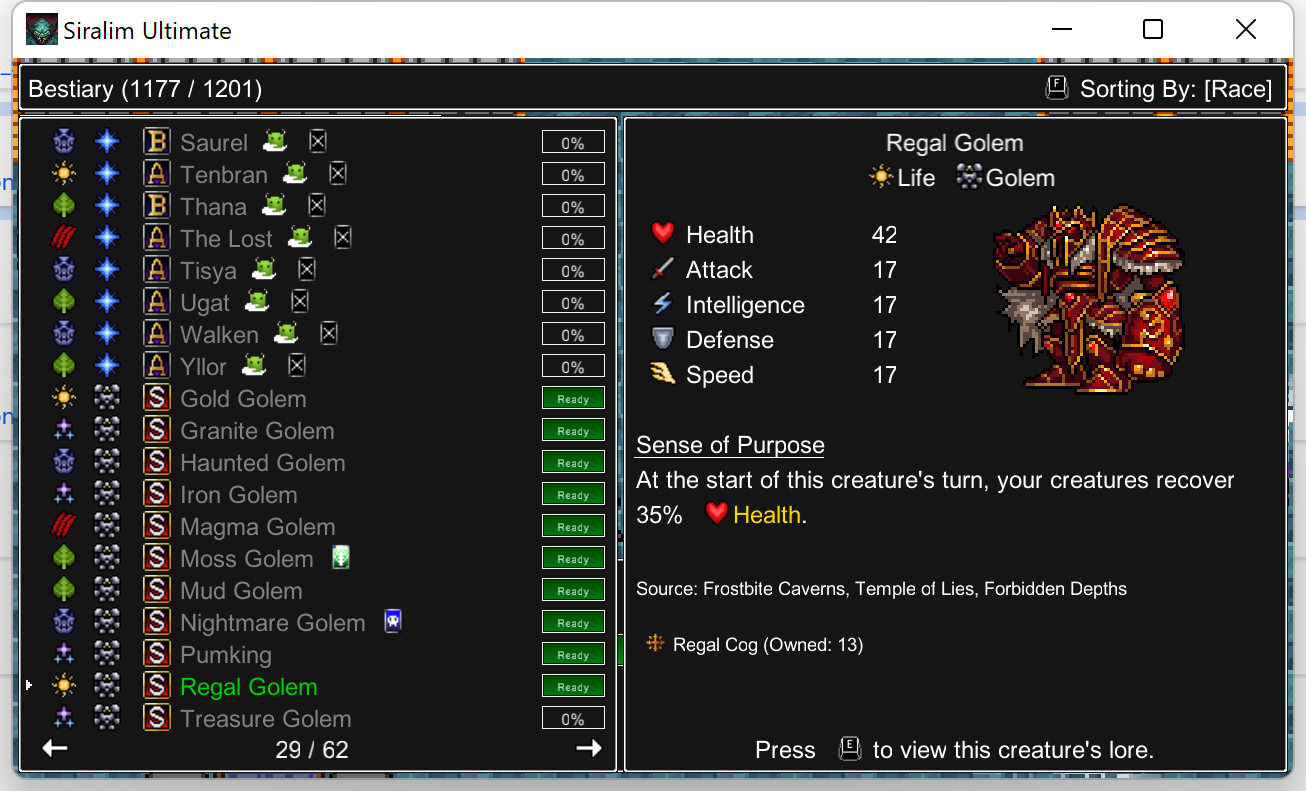 Siralim Ultimate
Bestiary (1177 / 1201)
F Sorting By: [Race]
B Saurel 0%
A Tenbran 0%
B Thana 0%
A The Lost 0%
A Tisya 0%
A Ugat 0%
A Walken 0%
A Yllor 0%
S Gold Golem Ready
S Granite Golem Ready
S Haunted Golem Ready
S Iron Golem Ready
S Magma Golem Ready
S Moss Golem Ready
S Mud Golem Ready
S Nightmare Golem Ready
S Pumking Ready
S Regal Golem Ready
S Treasure Golem 0%
29 / 62
Regal Golem
Life Golem
Health 42
Attack 17
Intelligence 17
Defense 17
Speed 17
Sense of Purpose
At the start of this creature's turn, your creatures recover
35% Health.
Source: Frostbite Caverns, Temple of Lies, Forbidden Depths
Regal Cog (Owned: 13)
Press E to view this creature's lore.